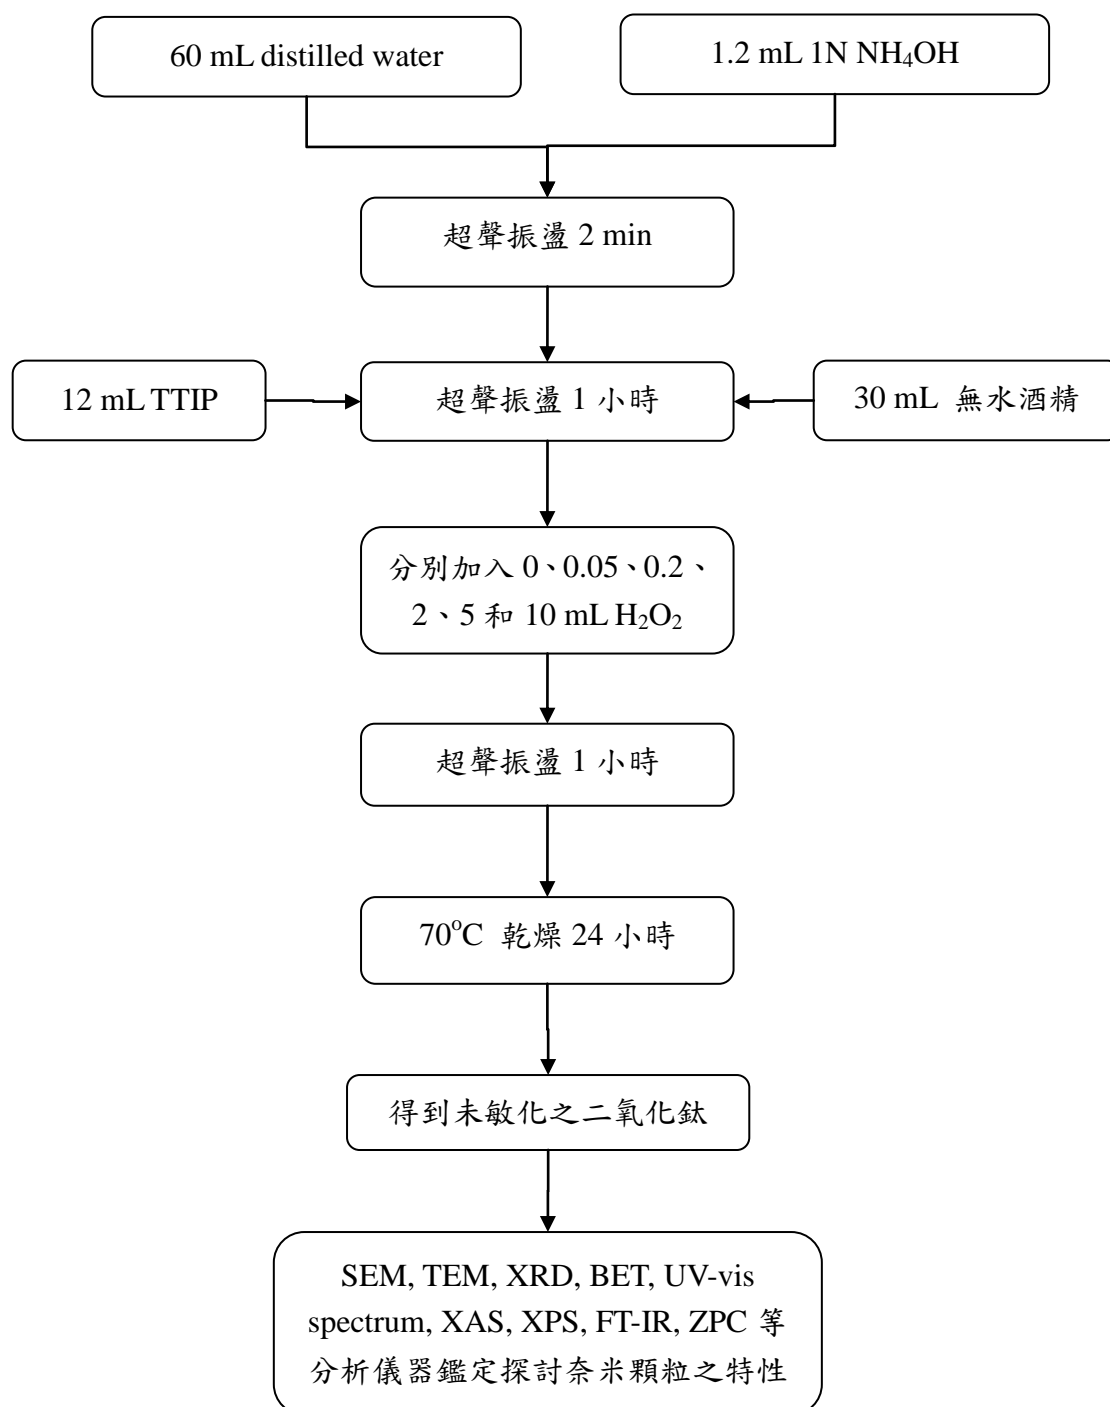 60 mL distilled water
1.2 mL 1N NH₄OH
超聲振盪 2 min
12 mL TTIP
超聲振盪 1 小時
30 mL 無水酒精
分別加入 0、0.05、0.2、
2、5 和 10 mL H₂O₂
超聲振盪 1 小時
70°C 乾燥 24 小時
得到未敏化之二氧化鈦
SEM, TEM, XRD, BET, UV-vis
spectrum, XAS, XPS, FT-IR, ZPC 等
分析儀器鑑定探討奈米顆粒之特性